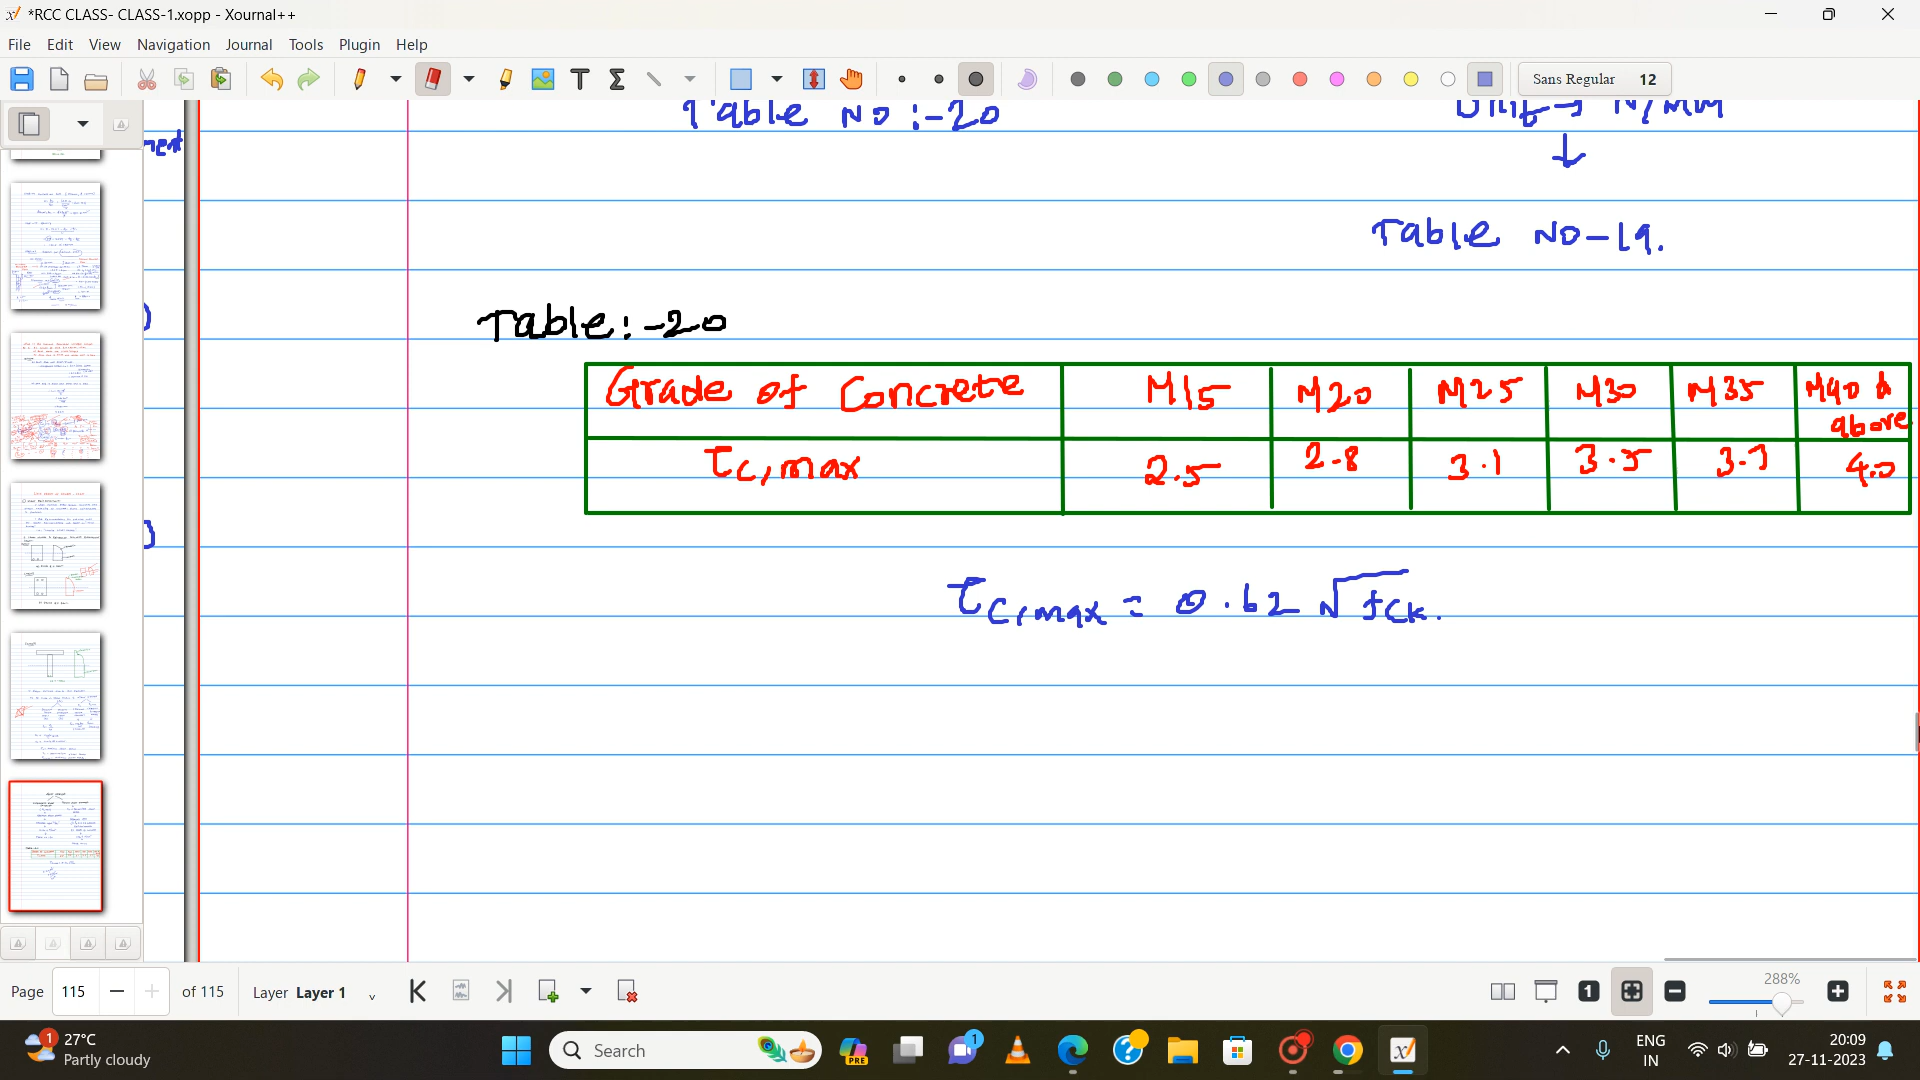 *RCC CLASS- CLASS-1.xopp - Xournal++
File Edit View Navigation Journal Tools Plugin Help
Sans Regular 12
Table No :-20
Unit → N/MM
Table No-19.
Table :-20
Grade of Concrete M15 M20 M25 M30 M35 M40 & above
τc,max 2.5 2.8 3.1 3.5 3.7 4.0
τc,max = 0.62 √fck.
Page 115 of 115 Layer Layer 1 288%
27°C
Partly cloudy
Search
PRE
ENG
IN
20:09
27-11-2023